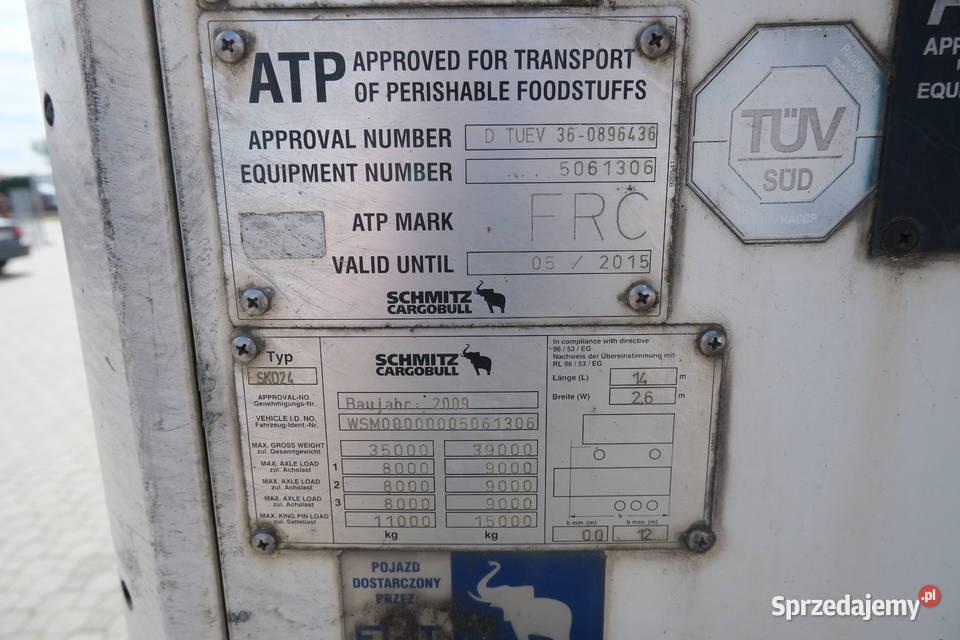 ATP APPROVED FOR TRANSPORT
OF PERISHABLE FOODSTUFFS
APPROVAL NUMBER D TUEV 36-0896436
EQUIPMENT NUMBER .... 5061306
ATP MARK FRC
VALID UNTIL 05 / 2015
SCHMITZ
CARGOBULL
TÜV
SÜD
HACCP
APP
EQU
Typ
SKO24
SCHMITZ
CARGOBULL
In compliance with directive
96 / 53 / EG
Nachweis der Übereinstimmung mit
RL 96 / 53 / EG
Länge (L) 14 m
Breite (W) 2,6 m
APPROVAL-NO.
Genehmigungs-Nr.
Baujahr: 2009
VEHICLE I.D. NO.
Fahrzeug-Ident.-Nr.
WSM00000005061306
MAX. GROSS WEIGHT
zul. Gesamtgewicht
35000 39000
MAX. AXLE LOAD
zul. Achslast
1 8000 9000
MAX. AXLE LOAD
zul. Achslast
2 8000 9000
MAX. AXLE LOAD
zul. Achslast
3 8000 9000
MAX. KING PIN LOAD
zul. Sattellast
11000 15000
kg kg
b
b min. (m) b max. (m)
0.0 12
POJAZD
DOSTARCZONY
PRZEZ:
Sprzedajemy.pl